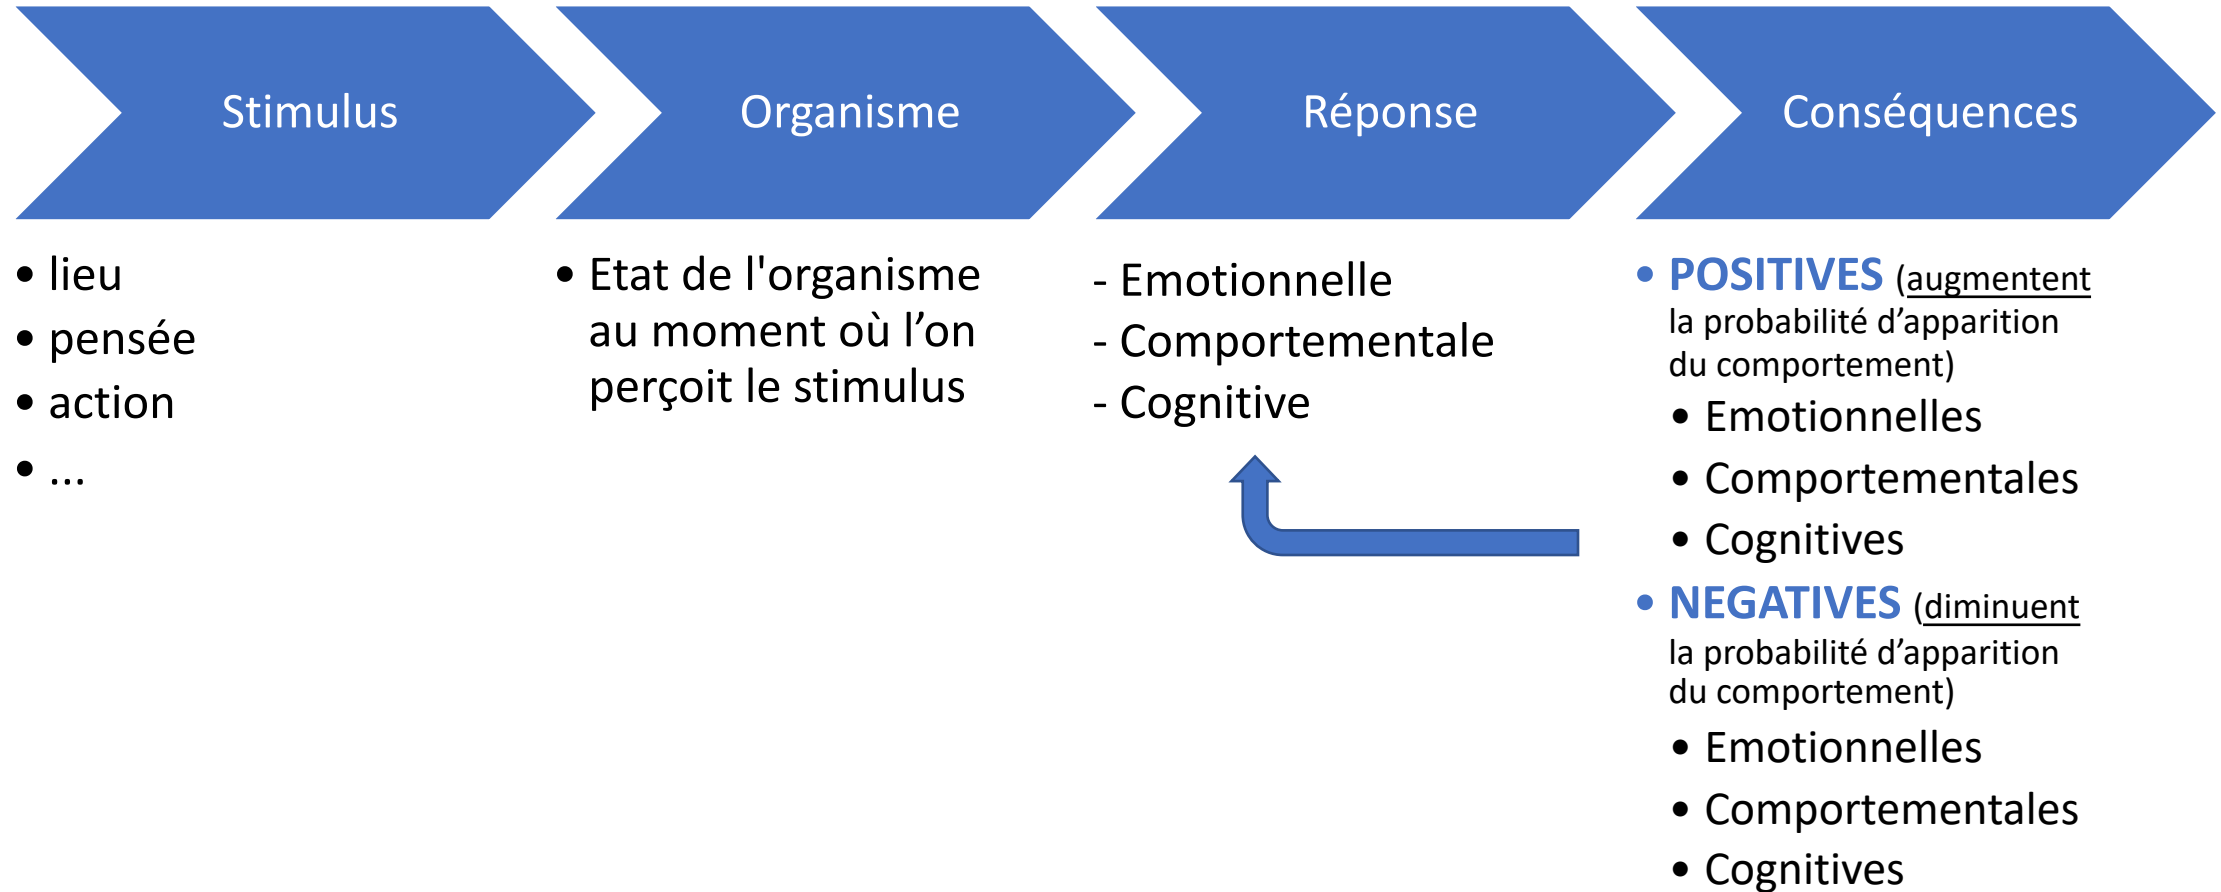 Stimulus
• lieu
• pensée
• action
• ...
Organisme
• Etat de l'organisme
au moment où l’on
perçoit le stimulus
Réponse
- Emotionnelle
- Comportementale
- Cognitive
Conséquences
• POSITIVES (augmentent
la probabilité d’apparition
du comportement)
• Emotionnelles
• Comportementales
• Cognitives
• NEGATIVES (diminuent
la probabilité d’apparition
du comportement)
• Emotionnelles
• Comportementales
• Cognitives